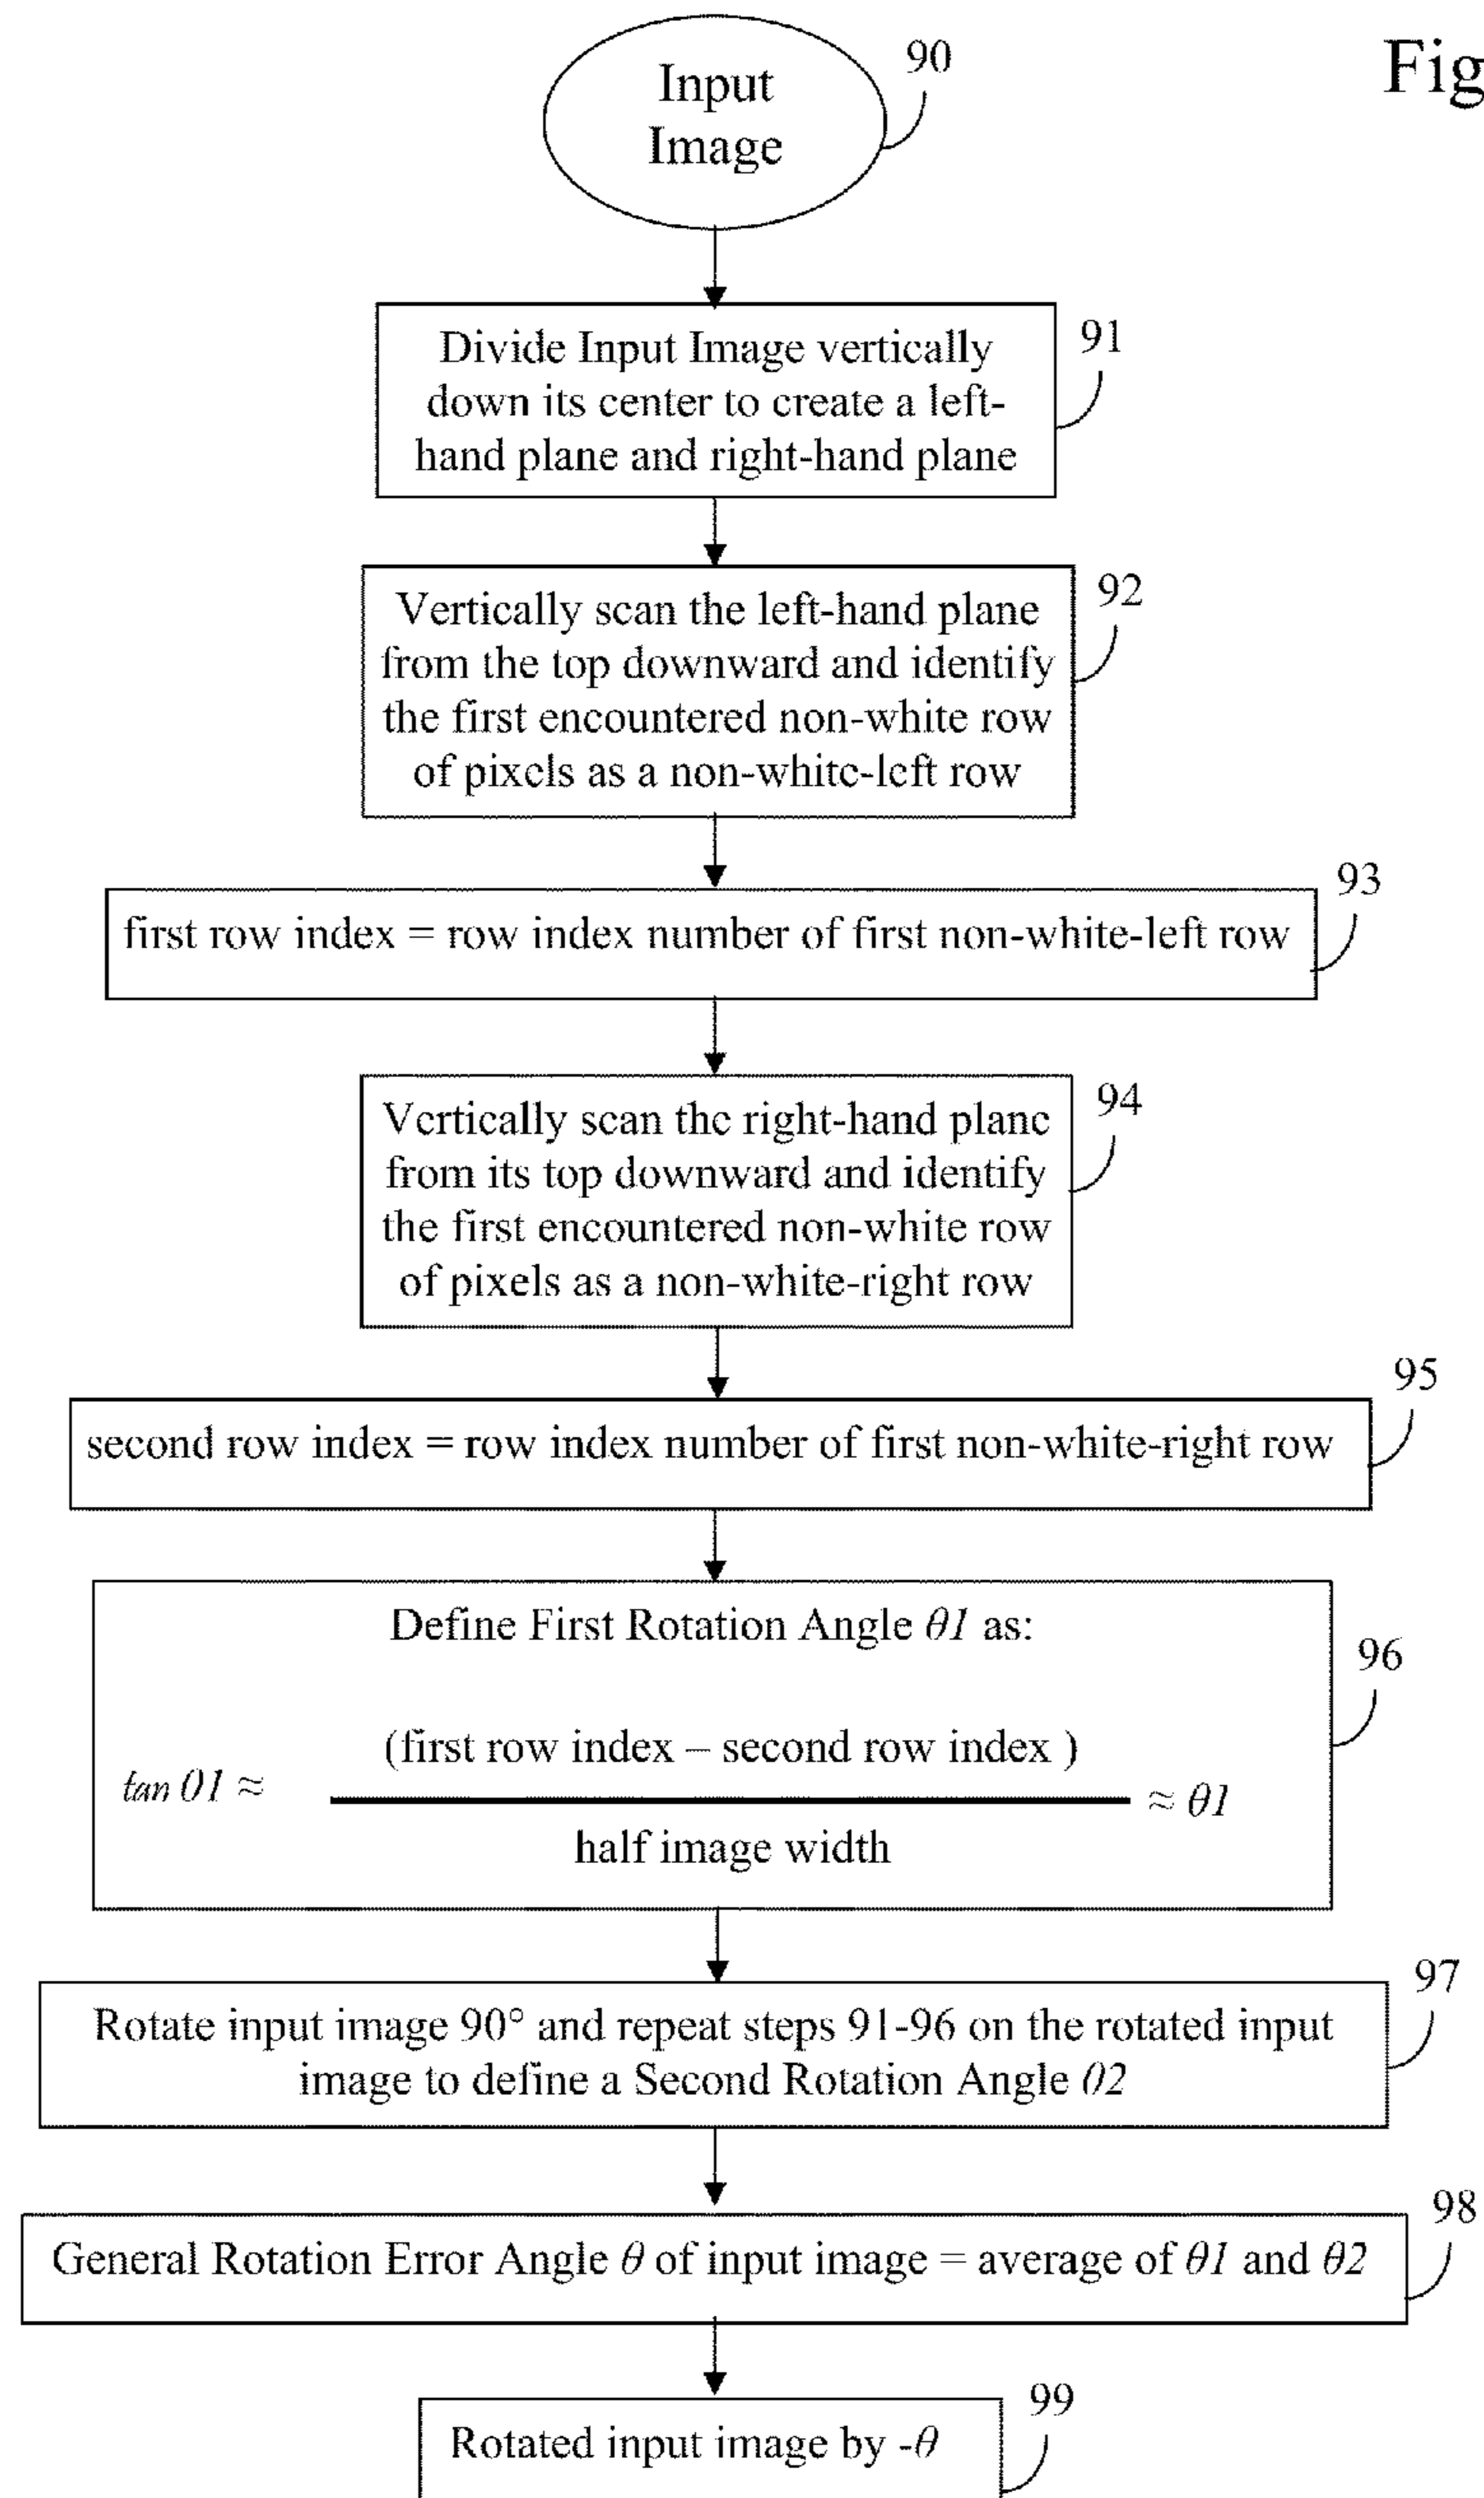 Fig
90
Input
Image
91
Divide Input Image vertically
down its center to create a left-
hand plane and right-hand plane
92
Vertically scan the left-hand plane
from the top downward and identify
the first encountered non-white row
of pixels as a non-white-left row
93
first row index = row index number of first non-white-left row
94
Vertically scan the right-hand plane
from its top downward and identify
the first encountered non-white row
of pixels as a non-white-right row
95
second row index = row index number of first non-white-right row
96
Define First Rotation Angle θ1 as:
(first row index – second row index )
tan θ1 ≈
≈ θ1
half image width
97
Rotate input image 90° and repeat steps 91-96 on the rotated input
image to define a Second Rotation Angle θ2
98
General Rotation Error Angle θ of input image = average of θ1 and θ2
99
Rotated input image by -θ